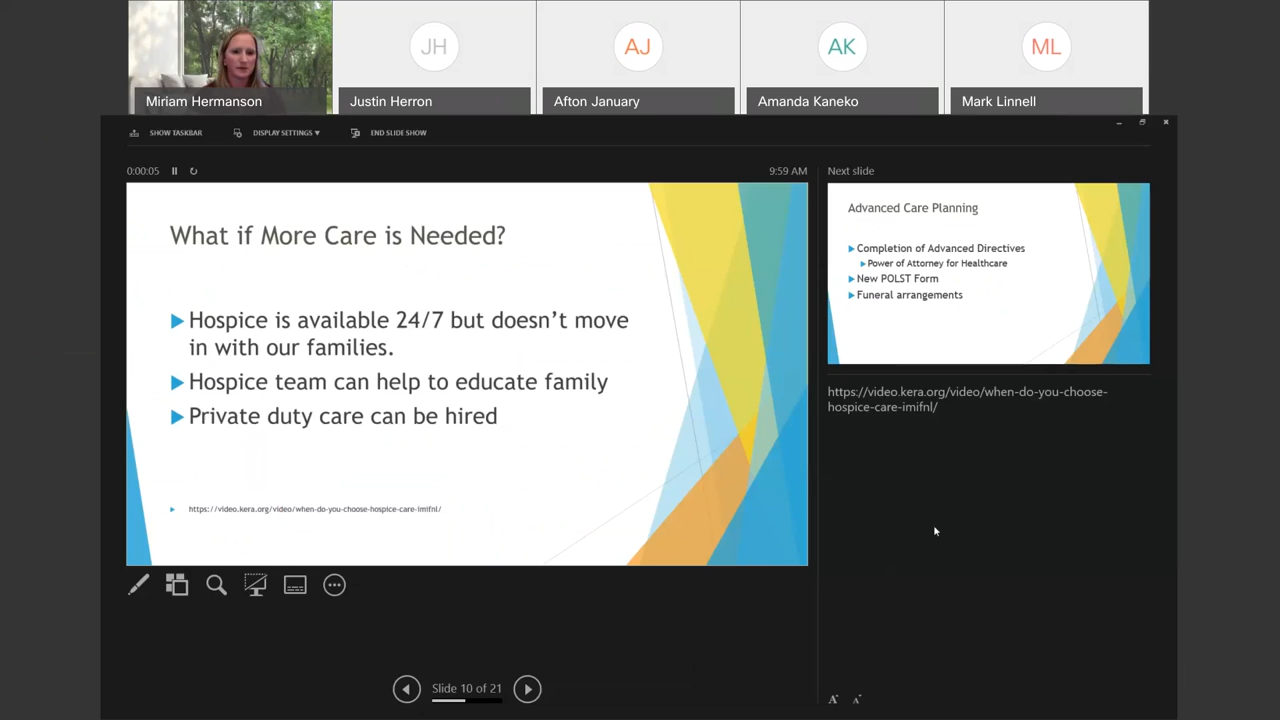 JH
AJ
AK
ML
Miriam Hermanson
Justin Herron
Afton January
Amanda Kaneko
Mark Linnell
SHOW TASKBAR
DISPLAY SETTINGS ▾
END SLIDE SHOW
0:00:05
9:59 AM
What if More Care is Needed?
Hospice is available 24/7 but doesn’t move
in with our families.
Hospice team can help to educate family
Private duty care can be hired
https://video.kera.org/video/when-do-you-choose-hospice-care-imifnl/
Slide 10 of 21
Next slide
Advanced Care Planning
Completion of Advanced Directives
Power of Attorney for Healthcare
New POLST Form
Funeral arrangements
https://video.kera.org/video/when-do-you-choose-
hospice-care-imifnl/
A
A